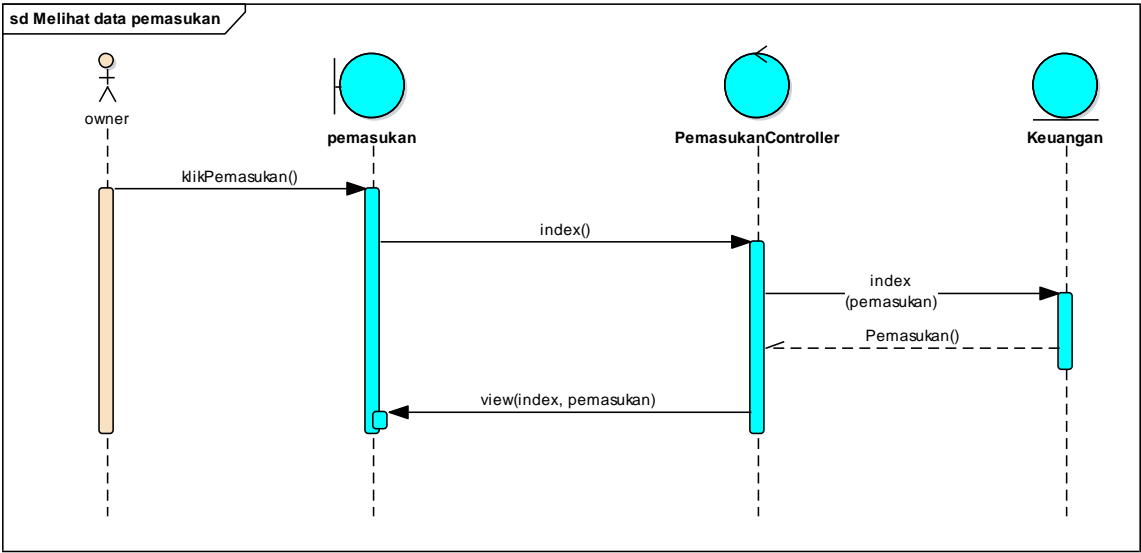 sd Melihat data pemasukan
owner
pemasukan
PemasukanController
Keuangan
klikPemasukan()
index()
index
(pemasukan)
Pemasukan()
view(index, pemasukan)